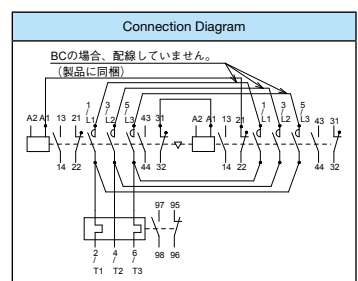 Connection Diagram
BCの場合、配線していません。
(製品に同梱)
1/L1 3/L2 5/L3 1/L1 3/L2 5/L3
A2 A1 13 21 43 31 A2 A1 13 21 43 31
14 22 44 32 14 22 44 32
97 95
98 96
2/T1 4/T2 6/T3